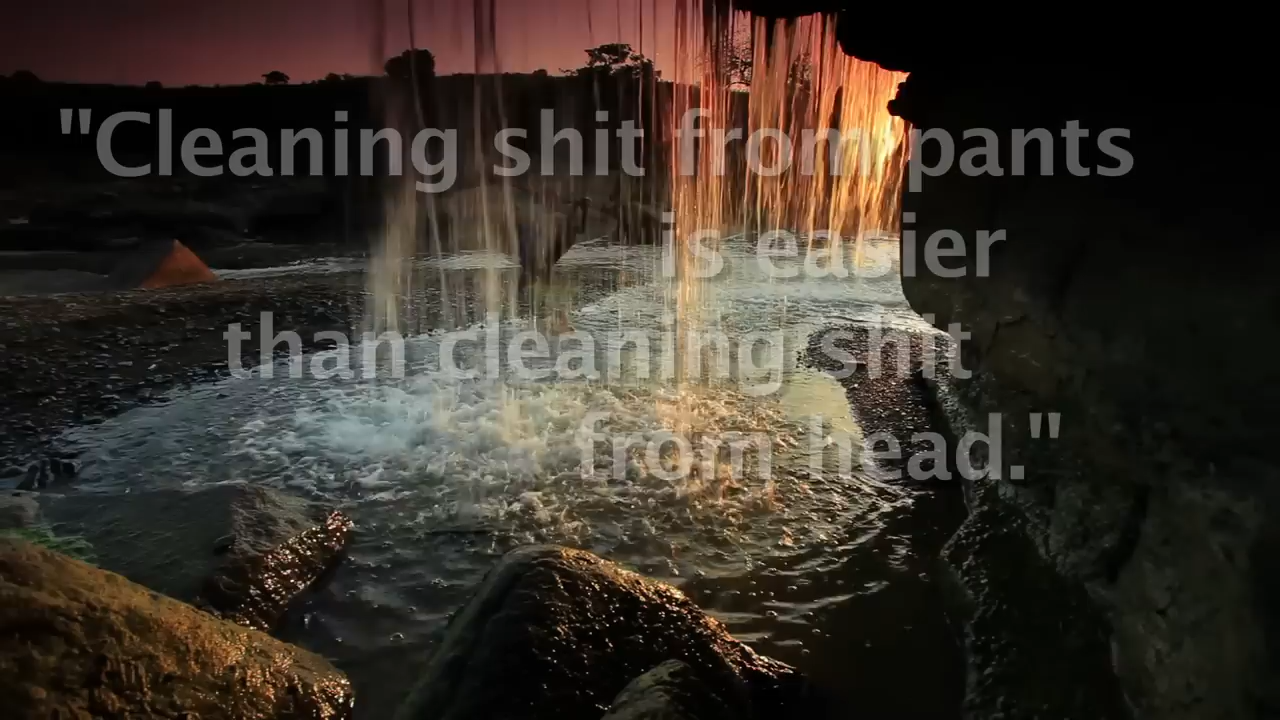 "Cleaning shit from pants
is easier
than cleaning shit
from head."